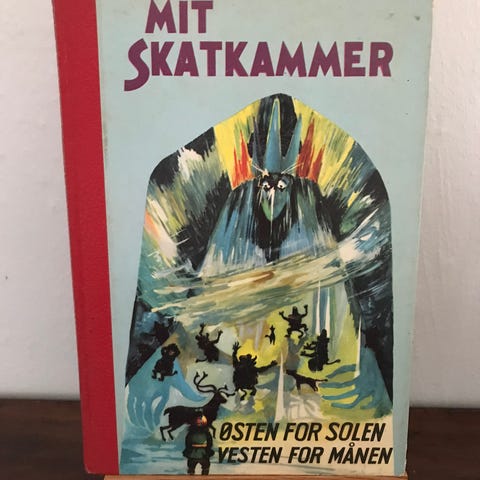 MIT
SKATKAMMER
ØSTEN FOR SOLEN
VESTEN FOR MÅNEN